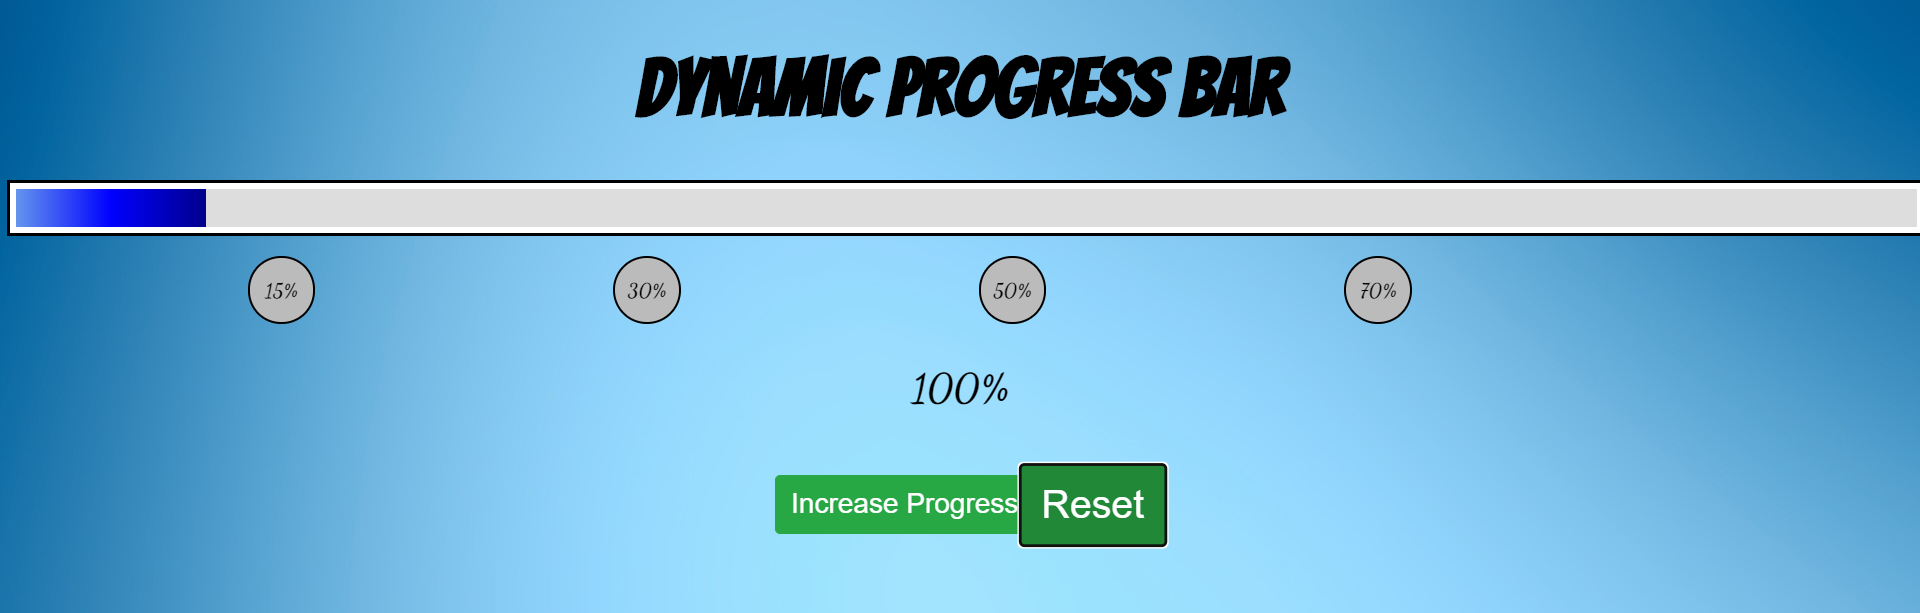 DYNAMIC PROGRESS BAR
15% 30% 50% 70%
100%
Increase Progress Reset